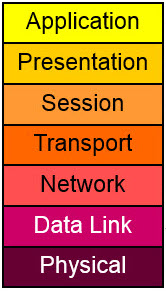 Application
Presentation
Session
Transport
Network
Data Link
Physical